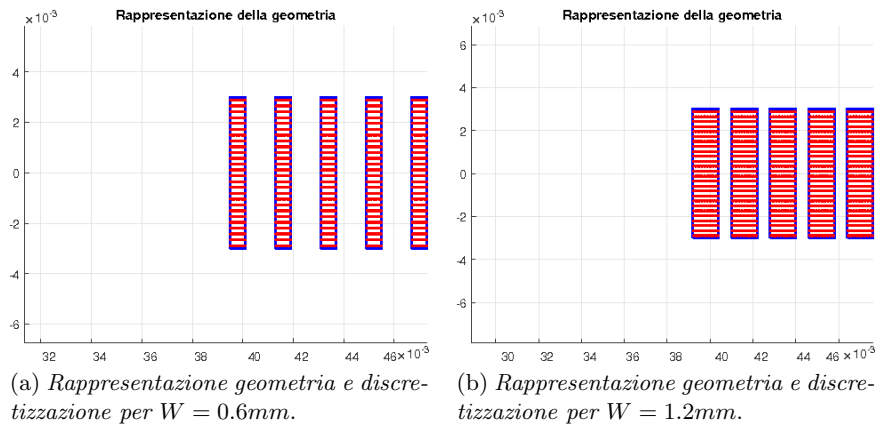 ×10⁻³ Rappresentazione della geometria
4
2
0
-2
-4
-6
32 34 36 38 40 42 44 46 ×10⁻³
(a) Rappresentazione geometria e discre-
tizzazione per W = 0.6mm.
×10⁻³ Rappresentazione della geometria
6
4
2
0
-2
-4
-6
30 32 34 36 38 40 42 44 46 ×10⁻³
(b) Rappresentazione geometria e discre-
tizzazione per W = 1.2mm.